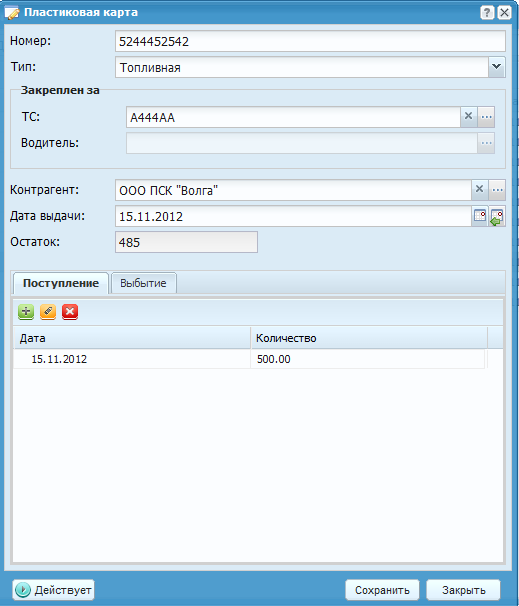 Пластиковая карта
Номер: 5244452542
Тип: Топливная
Закреплен за
ТС: А444АА
Водитель:
Контрагент: ООО ПСК "Волга"
Дата выдачи: 15.11.2012
Остаток: 485
Поступление Выбытие
Дата Количество
15.11.2012 500.00
Действует Сохранить Закрыть